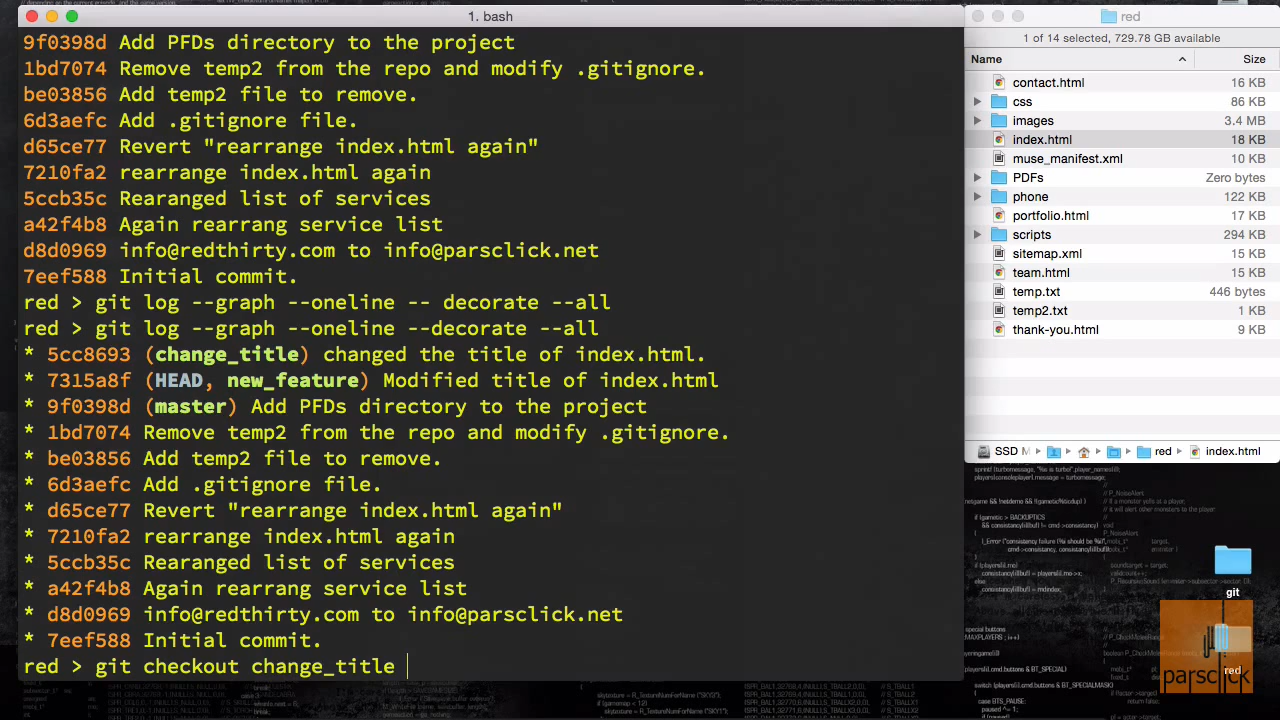 1. bash
9f0398d Add PFDs directory to the project
1bd7074 Remove temp2 from the repo and modify .gitignore.
be03856 Add temp2 file to remove.
6d3aefc Add .gitignore file.
d65ce77 Revert "rearrange index.html again"
7210fa2 rearrange index.html again
5ccb35c Rearanged list of services
a42f4b8 Again rearrang service list
d8d0969 info@redthirty.com to info@parsclick.net
7eef588 Initial commit.
red > git log --graph --oneline -- decorate --all
red > git log --graph --oneline --decorate --all
* 5cc8693 (change_title) changed the title of index.html.
* 7315a8f (HEAD, new_feature) Modified title of index.html
* 9f0398d (master) Add PFDs directory to the project
* 1bd7074 Remove temp2 from the repo and modify .gitignore.
* be03856 Add temp2 file to remove.
* 6d3aefc Add .gitignore file.
* d65ce77 Revert "rearrange index.html again"
* 7210fa2 rearrange index.html again
* 5ccb35c Rearanged list of services
* a42f4b8 Again rearrang service list
* d8d0969 info@redthirty.com to info@parsclick.net
* 7eef588 Initial commit.
red > git checkout change_title
red
1 of 14 selected, 729.78 GB available
Name Size
contact.html 16 KB
css 86 KB
images 3.4 MB
index.html 18 KB
muse_manifest.xml 10 KB
PDFs Zero bytes
phone 122 KB
portfolio.html 17 KB
scripts 294 KB
sitemap.xml 15 KB
team.html 15 KB
temp.txt 446 bytes
temp2.txt 1 KB
thank-you.html 9 KB
SSD red index.html
git
red
parsclick